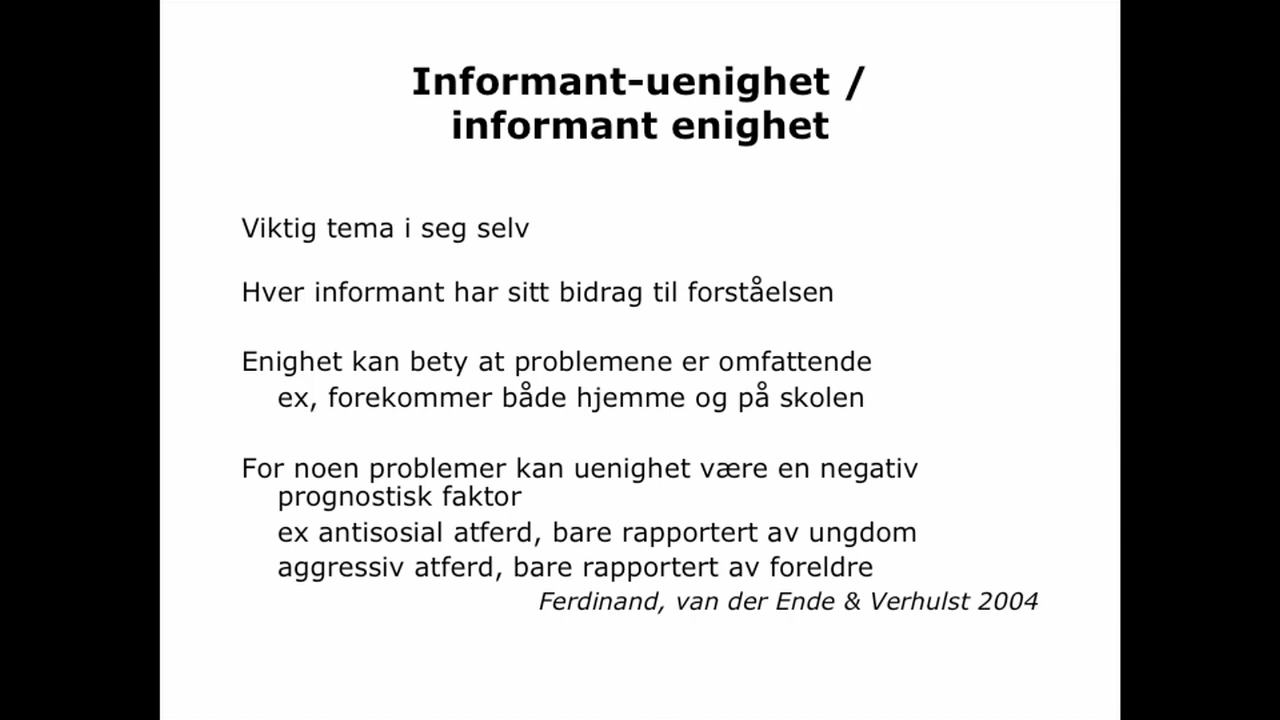 Informant-uenighet /
informant enighet
Viktig tema i seg selv
Hver informant har sitt bidrag til forståelsen
Enighet kan bety at problemene er omfattende
ex, forekommer både hjemme og på skolen
For noen problemer kan uenighet være en negativ
prognostisk faktor
ex antisosial atferd, bare rapportert av ungdom
aggressiv atferd, bare rapportert av foreldre
Ferdinand, van der Ende & Verhulst 2004